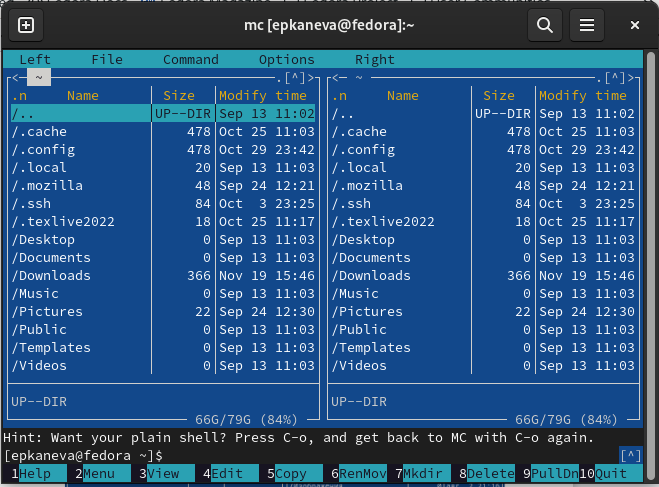 mc [epkaneva@fedora]:~
Left File Command Options Right
<— ~ .[^]> <— ~ .[^]>
.n Name Size Modify time .n Name Size Modify time
/.. UP--DIR Sep 13 11:02 /.. UP--DIR Sep 13 11:02
/.cache 478 Oct 25 11:03 /.cache 478 Oct 25 11:03
/.config 478 Oct 29 23:42 /.config 478 Oct 29 23:42
/.local 20 Sep 13 11:03 /.local 20 Sep 13 11:03
/.mozilla 48 Sep 24 12:21 /.mozilla 48 Sep 24 12:21
/.ssh 84 Oct 3 23:25 /.ssh 84 Oct 3 23:25
/.texlive2022 18 Oct 25 11:17 /.texlive2022 18 Oct 25 11:17
/Desktop 0 Sep 13 11:03 /Desktop 0 Sep 13 11:03
/Documents 0 Sep 13 11:03 /Documents 0 Sep 13 11:03
/Downloads 366 Nov 19 15:46 /Downloads 366 Nov 19 15:46
/Music 0 Sep 13 11:03 /Music 0 Sep 13 11:03
/Pictures 22 Sep 24 12:30 /Pictures 22 Sep 24 12:30
/Public 0 Sep 13 11:03 /Public 0 Sep 13 11:03
/Templates 0 Sep 13 11:03 /Templates 0 Sep 13 11:03
/Videos 0 Sep 13 11:03 /Videos 0 Sep 13 11:03
UP--DIR UP--DIR
66G/79G (84%) 66G/79G (84%)
Hint: Want your plain shell? Press C-o, and get back to MC with C-o again.
[epkaneva@fedora ~]$ [^]
1Help 2Menu 3View 4Edit 5Copy 6RenMov 7Mkdir 8Delete 9PullDn 10Quit